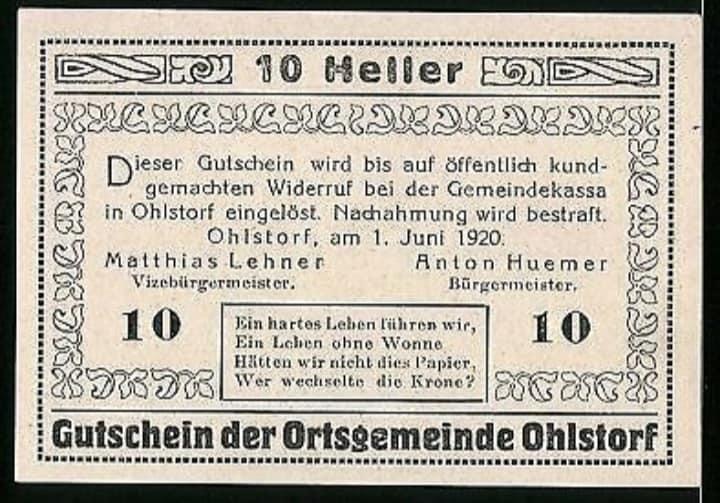 10 Heller
Dieser Gutschein wird bis auf öffentlich kund-
gemachten Widerruf bei der Gemeindekassa
in Ohlstorf eingelöst. Nachahmung wird bestraft.
Ohlstorf, am 1. Juni 1920.
Matthias Lehner Anton Huemer
Vizebürgermeister. Bürgermeister.
10 10
Ein hartes Leben führen wir,
Ein Leben ohne Wonne
Hätten wir nicht dies Papier,
Wer wechselte die Krone?
Gutschein der Ortsgemeinde Ohlstorf